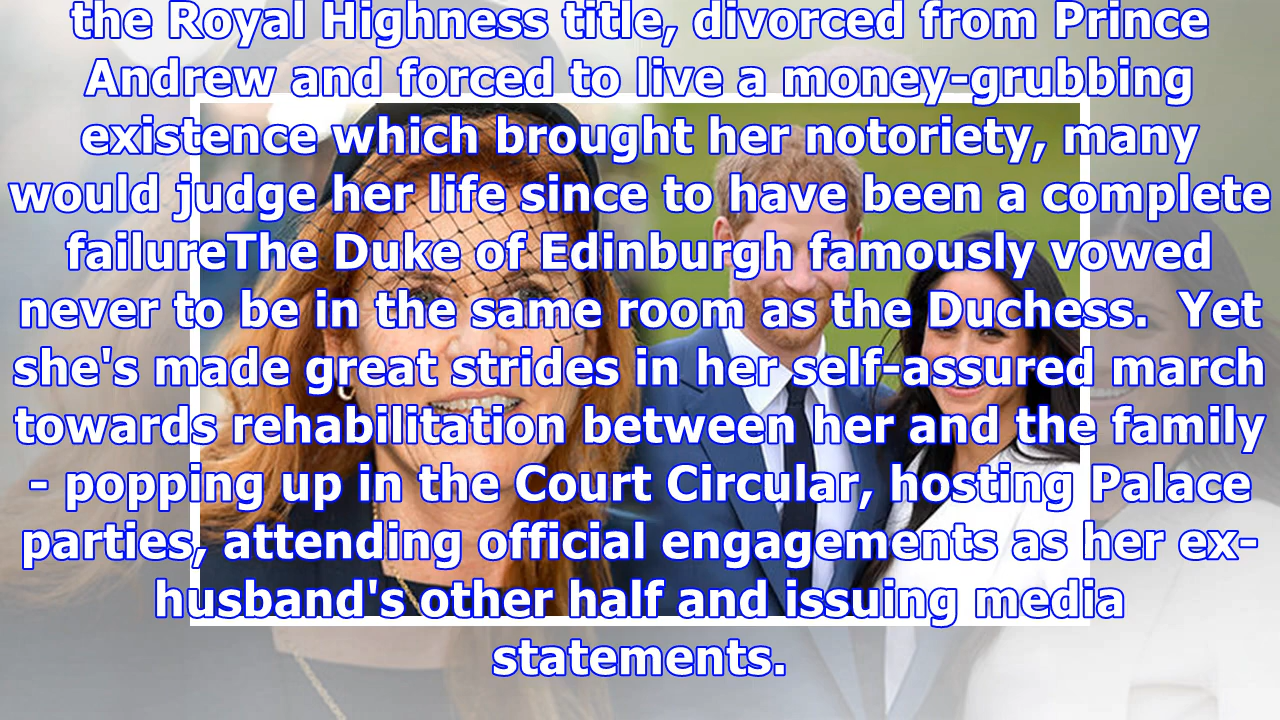 the Royal Highness title, divorced from Prince
Andrew and forced to live a money-grubbing
existence which brought her notoriety, many
would judge her life since to have been a complete
failureThe Duke of Edinburgh famously vowed
never to be in the same room as the Duchess.  Yet
she's made great strides in her self-assured march
towards rehabilitation between her and the family
- popping up in the Court Circular, hosting Palace
parties, attending official engagements as her ex-
husband's other half and issuing media
statements.